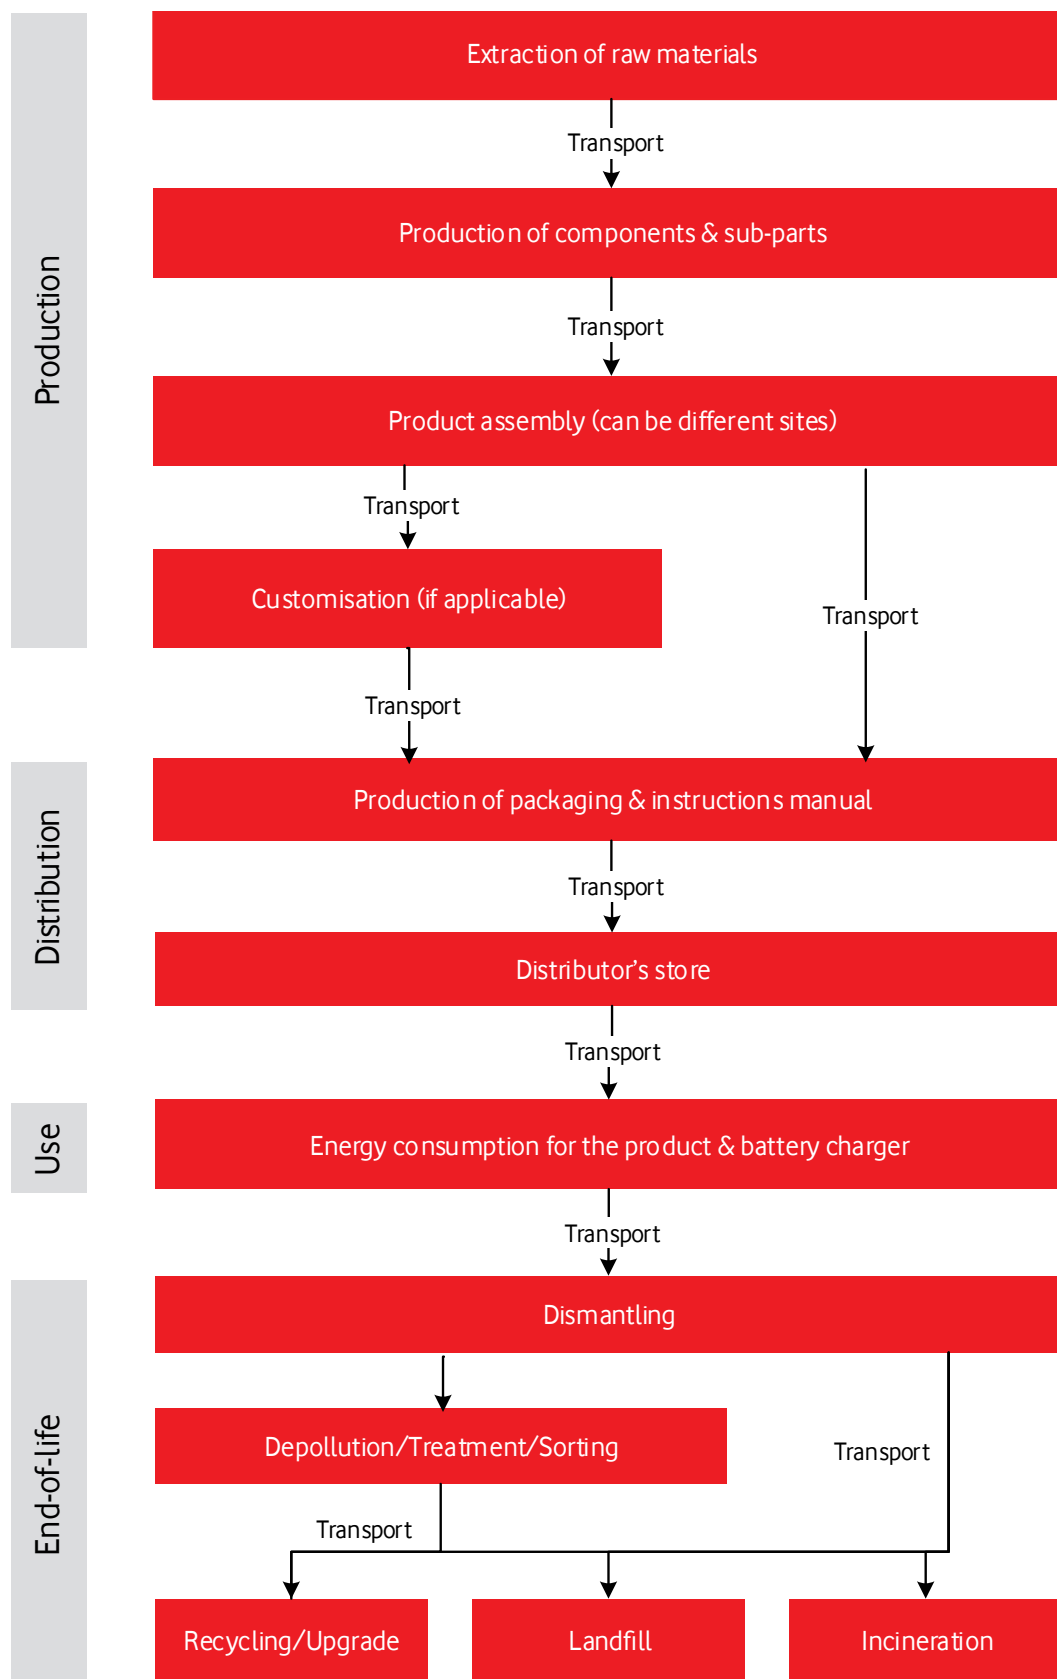 Production
Extraction of raw materials
Transport
Production of components & sub-parts
Transport
Product assembly (can be different sites)
Transport
Customisation (if applicable)
Transport
Transport
Distribution
Production of packaging & instructions manual
Transport
Distributor's store
Transport
Use
Energy consumption for the product & battery charger
Transport
End-of-life
Dismantling
Depollution/Treatment/Sorting
Transport
Transport
Recycling/Upgrade
Landfill
Incineration